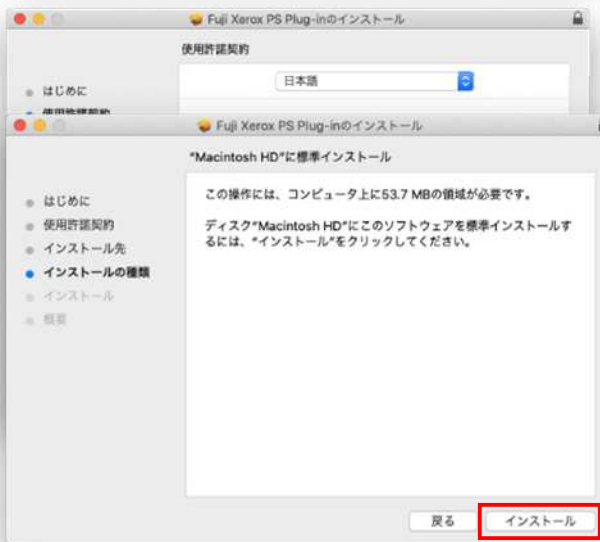 Fuji Xerox PS Plug-inのインストール
使用許諾契約
日本語
はじめに
使用許諾契約
Fuji Xerox PS Plug-inのインストール
"Macintosh HD"に標準インストール
はじめに
使用許諾契約
インストール先
インストールの種類
インストール
概要
この操作には、コンピュータ上に53.7 MBの領域が必要です。
ディスク"Macintosh HD"にこのソフトウェアを標準インストールす
るには、"インストール"をクリックしてください。
戻る
インストール